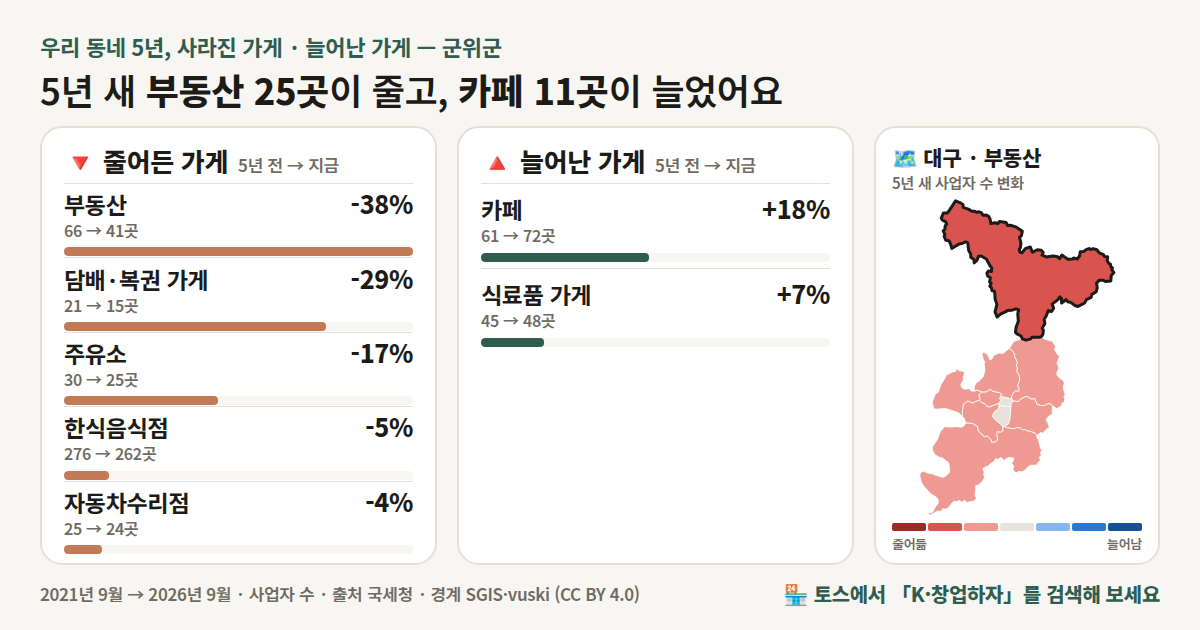 우리 동네 5년, 사라진 가게 · 늘어난 가게 — 군위군
5년 새 부동산 25곳이 줄고, 카페 11곳이 늘었어요
줄어든 가게 5년 전 → 지금
부동산 -38%
66 → 41곳
담배·복권 가게 -29%
21 → 15곳
주유소 -17%
30 → 25곳
한식음식점 -5%
276 → 262곳
자동차수리점 -4%
25 → 24곳
늘어난 가게 5년 전 → 지금
카페 +18%
61 → 72곳
식료품 가게 +7%
45 → 48곳
대구 · 부동산
5년 새 사업자 수 변화
줄어듦 늘어남
2021년 9월 → 2026년 9월 · 사업자 수 · 출처 국세청 · 경계 SGIS·vuski (CC BY 4.0)
토스에서 「K·창업하자」를 검색해 보세요